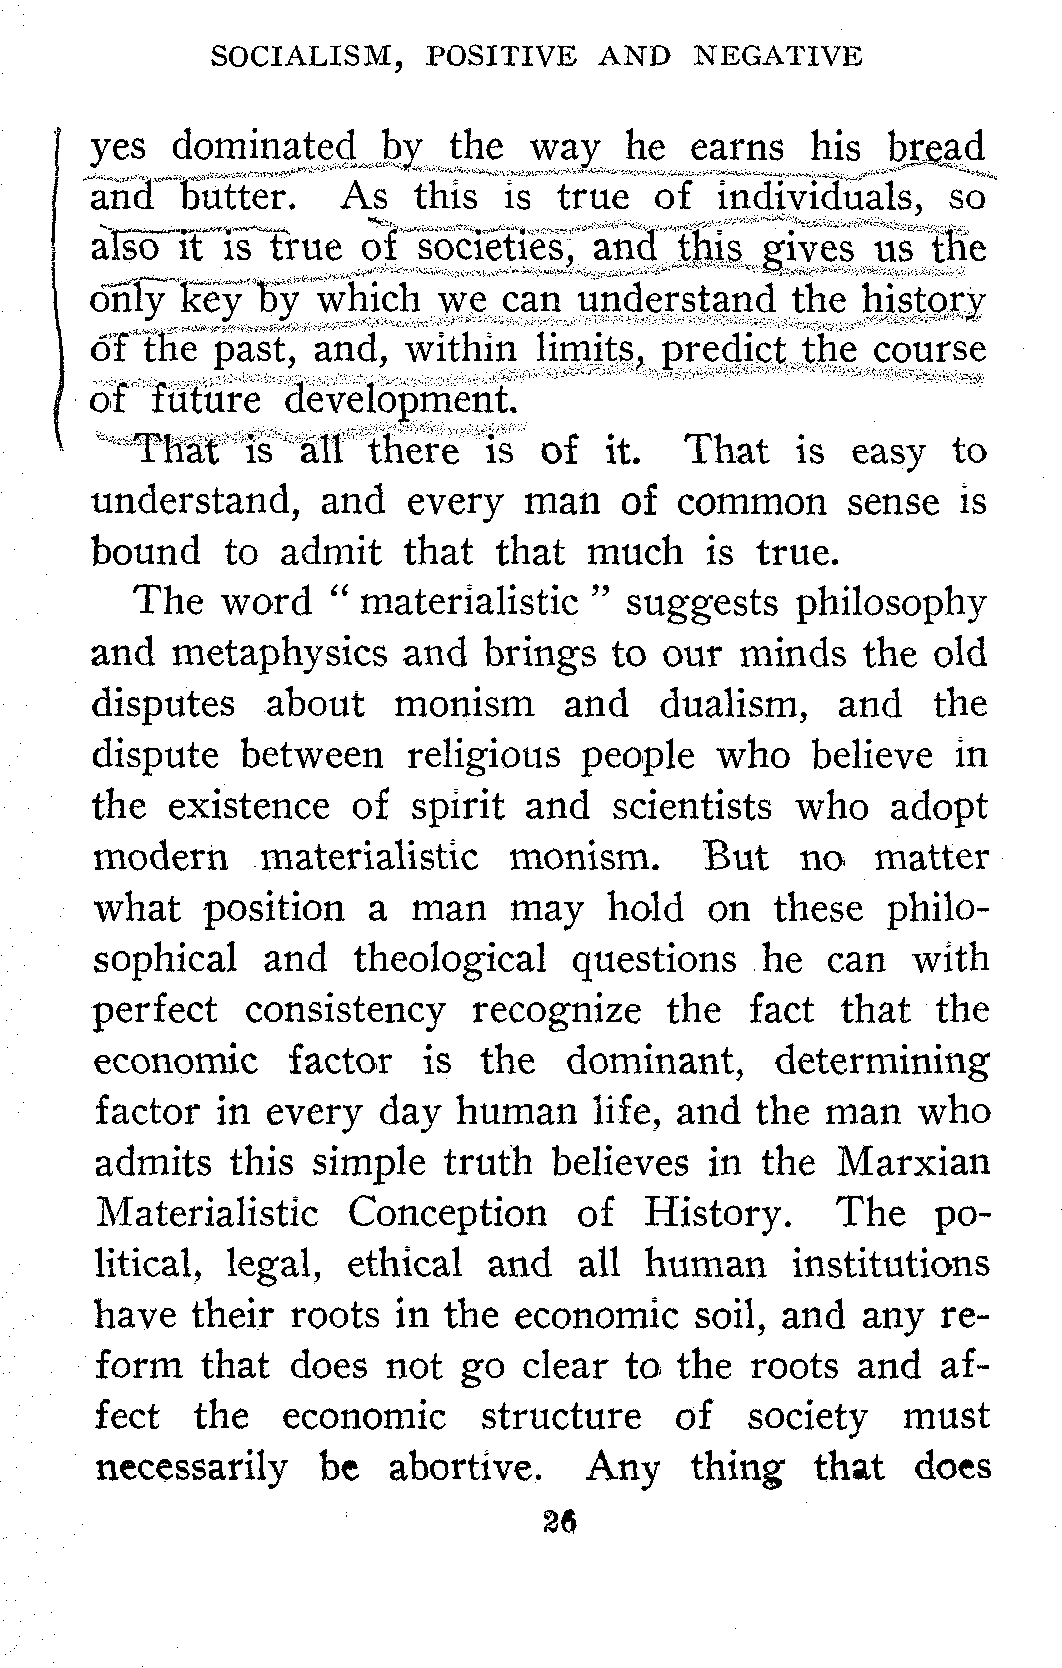 SOCIALISM, POSITIVE AND NEGATIVE
yes dominated by the way he earns his bread
and butter. As this is true of individuals, so
also it is true of societies, and this gives us the
only key by which we can understand the history
of the past, and, within limits, predict the course
of future development.
That is all there is of it. That is easy to
understand, and every man of common sense is
bound to admit that that much is true.
The word " materialistic " suggests philosophy
and metaphysics and brings to our minds the old
disputes about monism and dualism, and the
dispute between religious people who believe in
the existence of spirit and scientists who adopt
modern materialistic monism. But no matter
what position a man may hold on these philo-
sophical and theological questions he can with
perfect consistency recognize the fact that the
economic factor is the dominant, determining
factor in every day human life, and the man who
admits this simple truth believes in the Marxian
Materialistic Conception of History. The po-
litical, legal, ethical and all human institutions
have their roots in the economic soil, and any re-
form that does not go clear to the roots and af-
fect the economic structure of society must
necessarily be abortive. Any thing that does
26